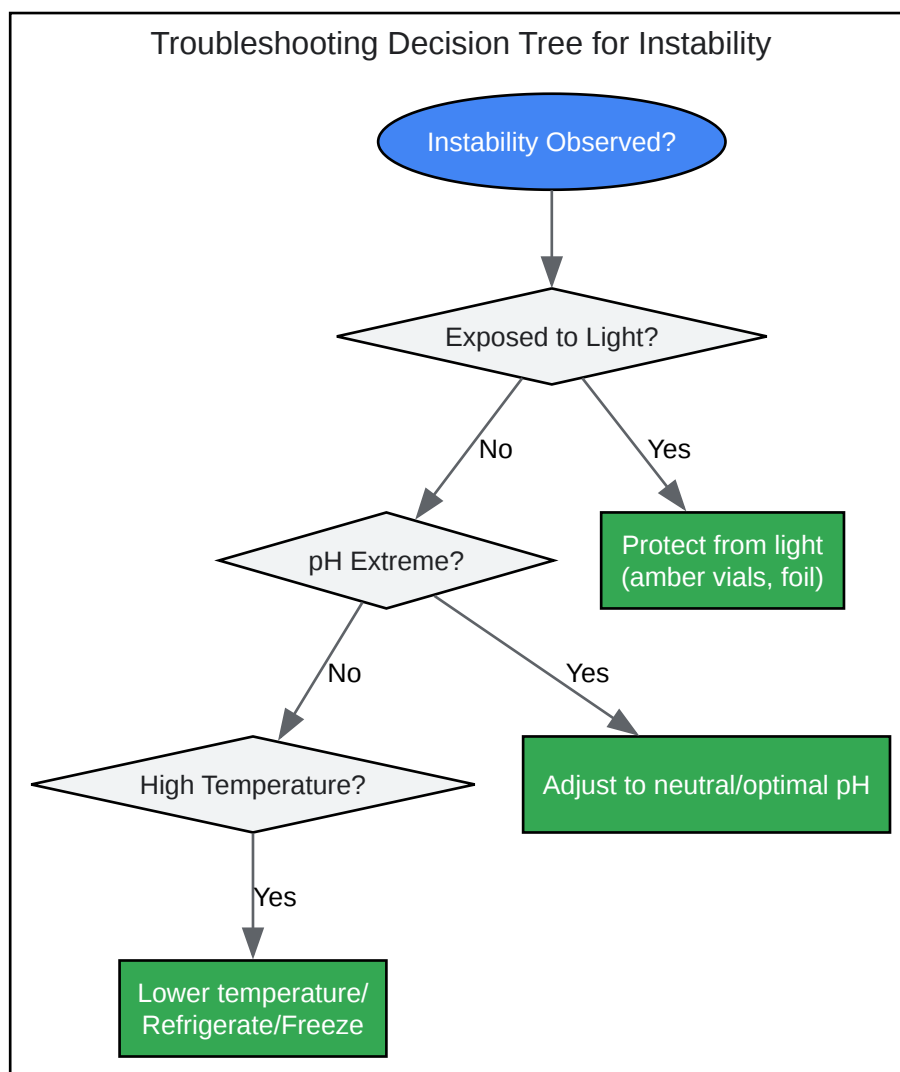 Troubleshooting Decision Tree for Instability
Instability Observed?
Exposed to Light?
No
Yes
pH Extreme?
Protect from light
(amber vials, foil)
No
Yes
High Temperature?
Adjust to neutral/optimal pH
Yes
Lower temperature/
Refrigerate/Freeze